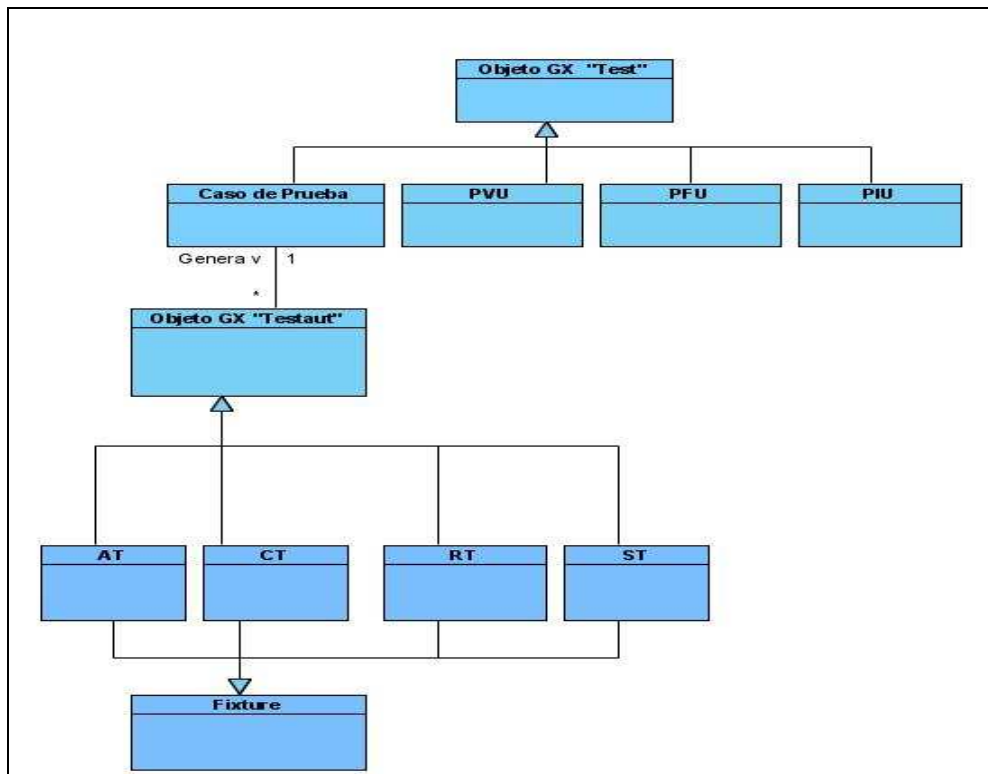 Objeto GX "Test"
Caso de Prueba
PVU
PFU
PIU
Genera v
1
*
Objeto GX "Testaut"
AT
CT
RT
ST
Fixture